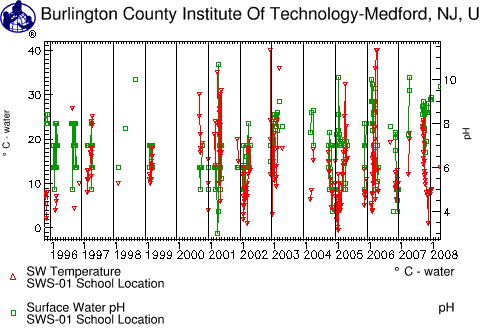 Burlington County Institute Of Technology-Medford, NJ, U
40
30
20
10
0
° C - water
10
8
6
4
pH
1996 1997 1998 1999 2000 2001 2002 2003 2004 2005 2006 2007 2008
SW Temperature
SWS-01 School Location
° C - water
Surface Water pH
SWS-01 School Location
pH